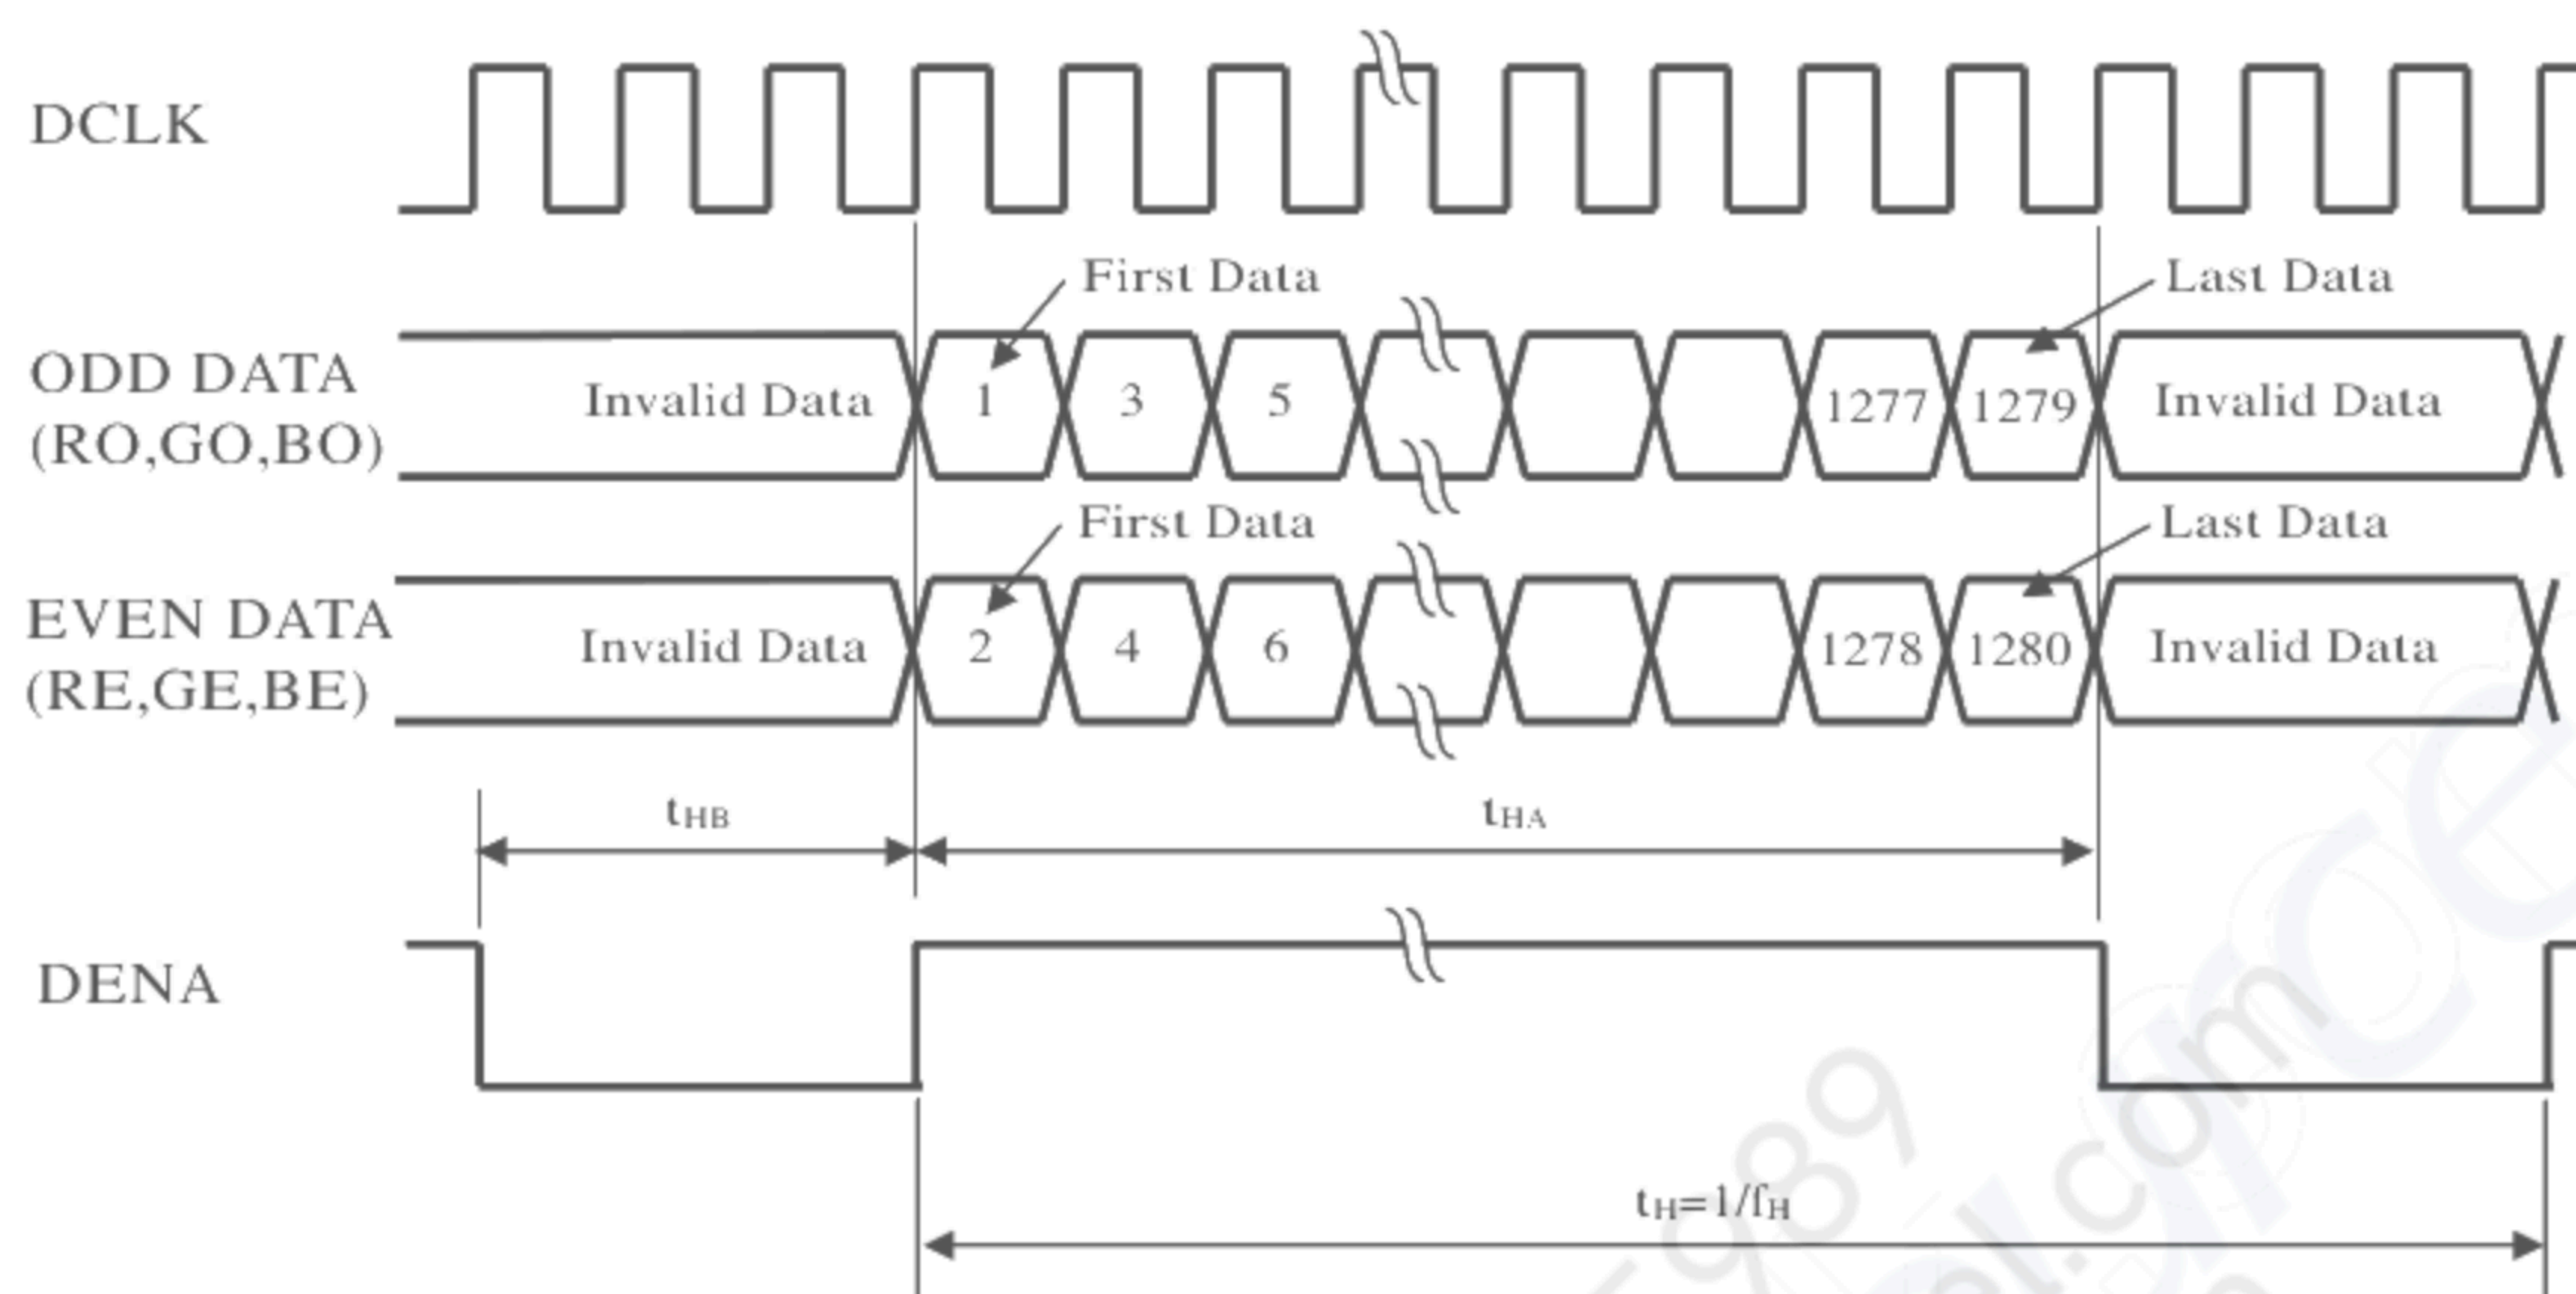 DCLK
First Data
Last Data
ODD DATA
(RO,GO,BO)
Invalid Data
1
3
5
1277
1279
Invalid Data
First Data
Last Data
EVEN DATA
(RE,GE,BE)
Invalid Data
2
4
6
1278
1280
Invalid Data
tHB
tHA
DENA
tH=1/fH
989
l.com